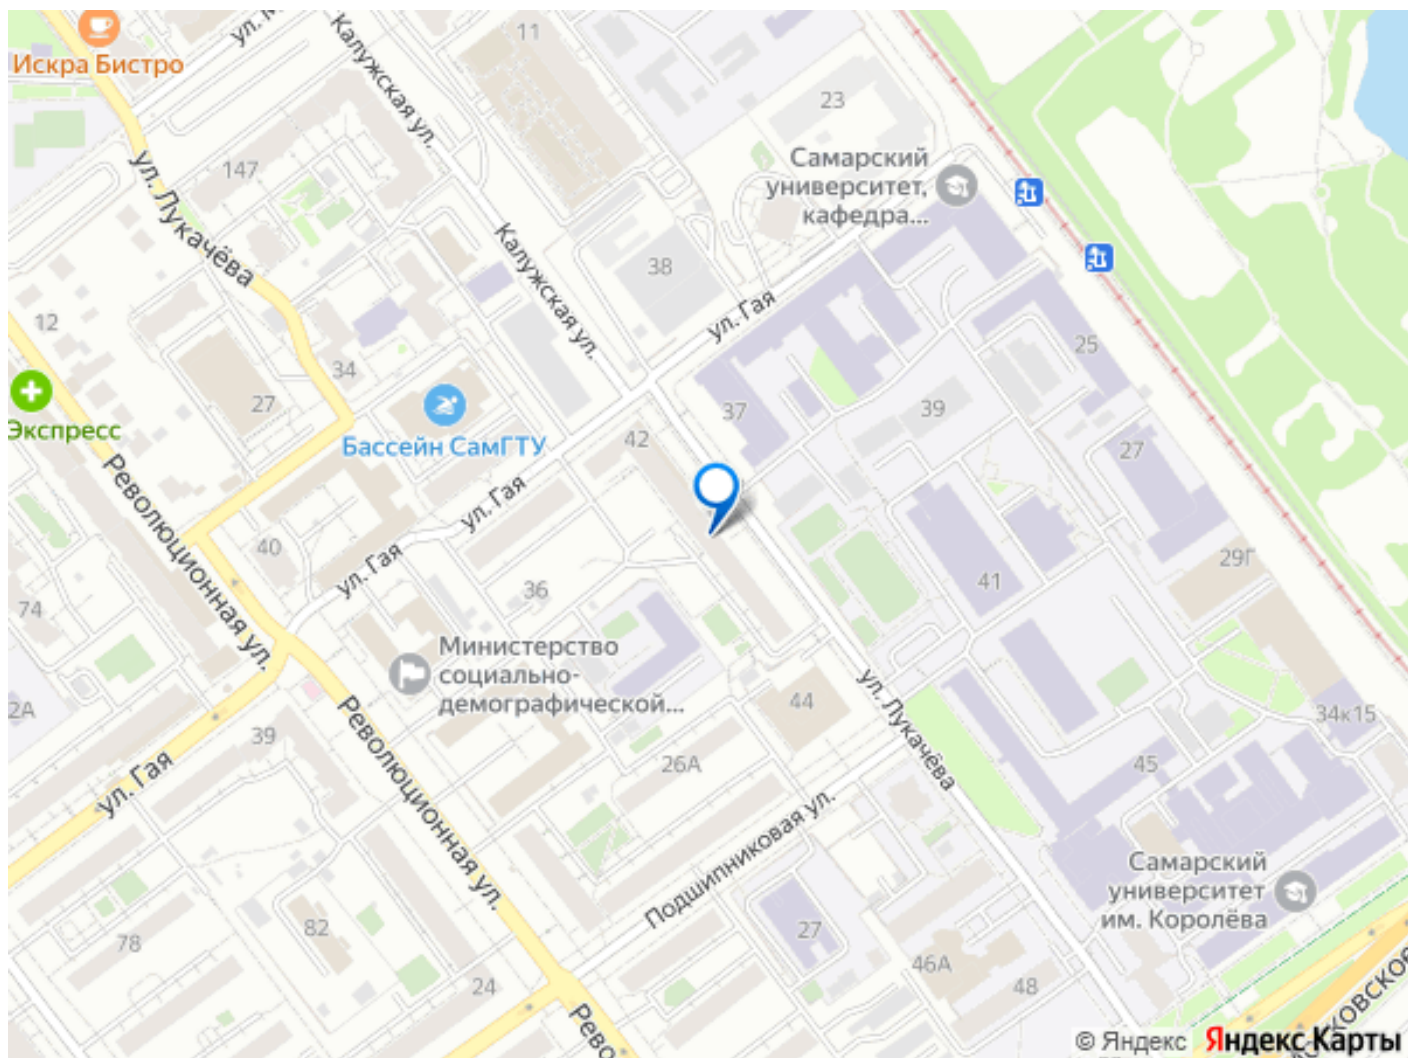 ул. М
11
Искра Бистро
Калужская ул.
23
147
ул. Лукачёва
Самарский
университет,
кафедра...
Калужская ул.
38
ул. Гая
12
34
25
27
Экспресс
Бассейн СамГТУ
42
37
39
27
ул. Гая
Революционная ул.
40
ул. Гая
36
41
29Г
74
Министерство
социально-
демографической...
ул. Лукачёва
2А
39
44
34к15
Революционная ул.
26А
45
ул. Гая
Подшипниковая ул.
Самарский
университет
им. Королёва
78
82
27
46А
24
48
Рево
ковское
© Яндекс Яндекс Карты